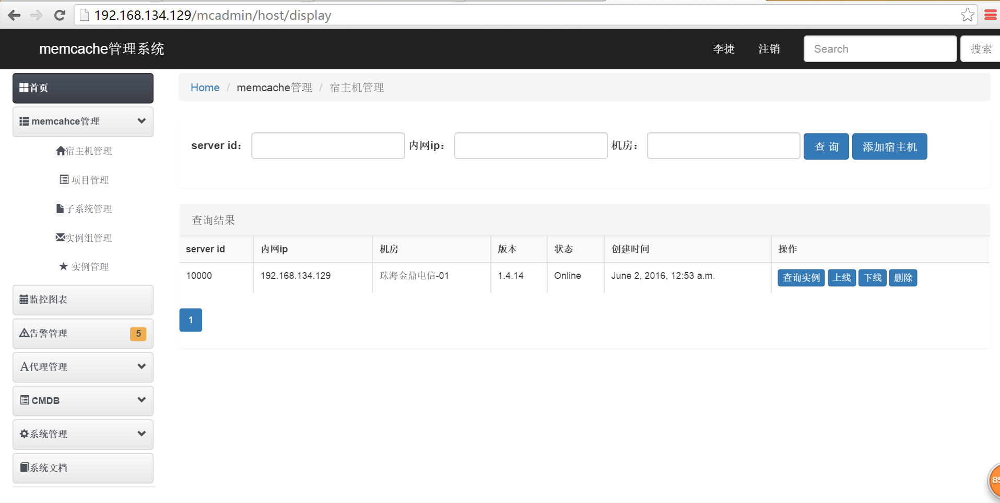 192.168.134.129/mcadmin/host/display
memcache管理系统
李捷 注销 Search 搜索
首页
memcahce管理
宿主机管理
项目管理
子系统管理
实例组管理
实例管理
监控图表
告警管理 5
代理管理
CMDB
系统管理
系统文档
Home / memcache管理 / 宿主机管理
server id： 内网ip： 机房： 查 询 添加宿主机
查询结果
server id 内网ip 机房 版本 状态 创建时间 操作
10000 192.168.134.129 珠海金鼎电信-01 1.4.14 Online June 2, 2016, 12:53 a.m. 查询实例 上线 下线 删除
1